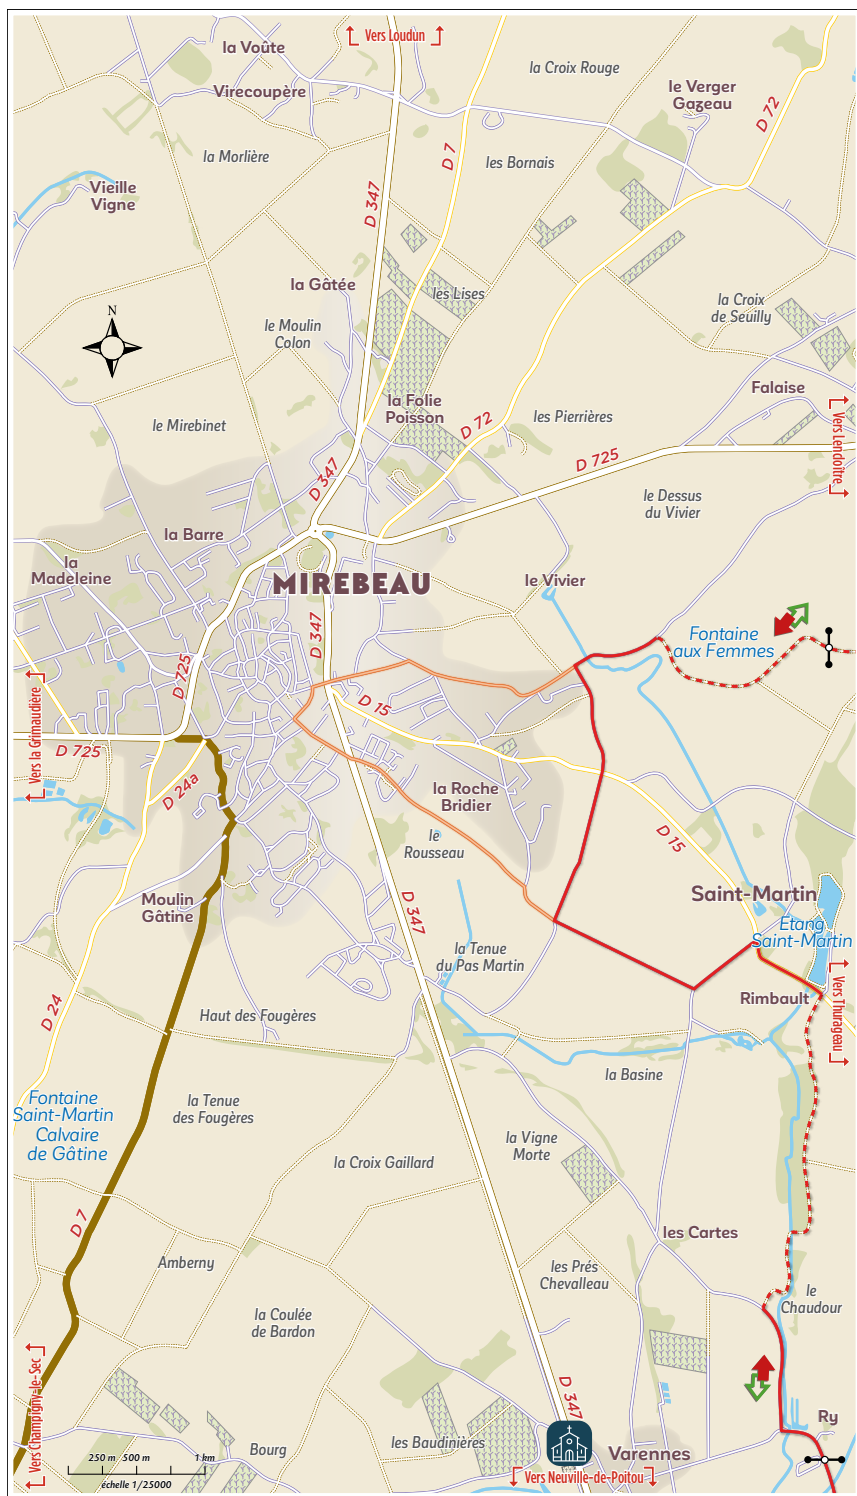 Vers Loudun
la Voûte
la Croix Rouge
Virecoupère
le Verger
Gazeau
D 72
la Morlière
D 7
les Bornais
Vieille
Vigne
D 347
la Gâtée
les Lises
N
le Moulin
Colon
la Croix
de Seuilly
Falaise
la Folie
Poisson
les Pierrières
le Mirebinet
D 72
Vers Lendoître
D 725
D 347
le Dessus
du Vivier
la Barre
la
Madeleine
MIREBEAU
le Vivier
D 347
Fontaine
aux Femmes
D 725
D 15
Vers la Grimaudière
D 725
D 24a
la Roche
Bridier
le
Rousseau
D 15
Moulin
Gâtine
Saint-Martin
D 347
Etang
Saint-Martin
la Tenue
du Pas Martin
Rimbault
Vers Thurageau
D 24
Haut des Fougères
la Basine
Fontaine
Saint-Martin
Calvaire
de Gâtine
la Tenue
des Fougères
la Vigne
Morte
la Croix Gaillard
D 7
les Cartes
Amberny
les Prés
Chevalleau
le
Chaudour
la Coulée
de Bardon
Vers Champigny-le-Sec
D 347
Ry
les Baudinières
Bourg
Varennes
250 m 500 m 1 km
échelle 1/25000
Vers Neuville-de-Poitou